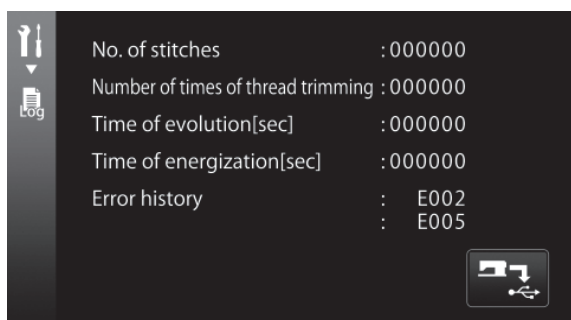 Log
No. of stitches :000000
Number of times of thread trimming :000000
Time of evolution[sec] :000000
Time of energization[sec] :000000
Error history : E002
: E005